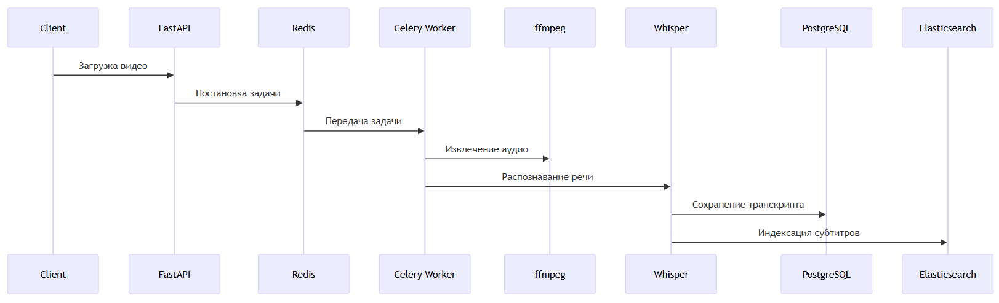 Client
FastAPI
Redis
Celery Worker
ffmpeg
Whisper
PostgreSQL
Elasticsearch
Загрузка видео
Постановка задачи
Передача задачи
Извлечение аудио
Распознавание речи
Сохранение транскрипта
Индексация субтитров
Client
FastAPI
Redis
Celery Worker
ffmpeg
Whisper
PostgreSQL
Elasticsearch